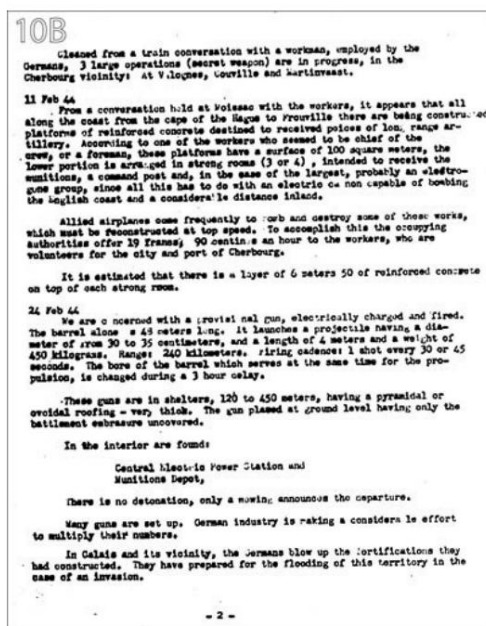 10B
Gleaned from a train conversation with a workman, employed by the
Germans, 3 large operations (secret weapon) are in progress, in the
Cherbourg vicinity: At Valognes, Couville and Martinvaast.
11 Feb 44
From a conversation held at Moissac with the workers, it appears that all
along the coast from the cape of the Hague to Trouville there are being constructed
platforms of reinforced concrete destined to received poices of long range ar-
tillery. According to one of the workers who seemed to be chief of the
crew, or a foreman, these platforms have a surface of 100 square meters, the
lower portion is arranged in strong rooms (3 or 4), intended to receive the
munitions, a command post and, in the case of the largest, probably an electro-
gune group, since all this has to do with an electric ca non capable of bombing
the English coast and a considera le distance inland.
Allied airplanes come frequently to bomb and destroy some of these works,
which must be reconstructed at top speed. To accomplish this the occupying
authorities offer 19 francs, 90 centimes an hour to the workers, who are
volunteers for the city and port of Cherbourg.
It is estimated that there is a layer of 6 meters 50 of reinforced concrete
on top of each strong room.
24 Feb 44
We are c ncerned with a provisi nal gun, electrically charged and fired.
The barrel alone is 45 meters long. It launches a projectile having a dia-
meter of from 30 to 35 centimeters, and a length of 4 meters and a weight of
450 kilograms. Range: 240 kilometers. Firing cadence: 1 shot every 30 or 45
seconds. The bore of the barrel which serves at the same time for the pro-
pulsion, is changed during a 3 hour delay.
These guns are in shelters, 120 to 450 meters, having a pyramidal or
ovoidal roofing - very thick. The gun placed at ground level having only the
battlement embrasure uncovered.
In the interior are found:
Central Electric Power Station and
Munitions Depot,
There is no detonation, only a mowing announces the departure.
Many guns are set up. German industry is making a considera le effort
to multiply their numbers.
In Calais and its vicinity, the Germans blow up the fortifications they
had constructed. They have prepared for the flooding of this territory in the
case of an invasion.
- 2 -